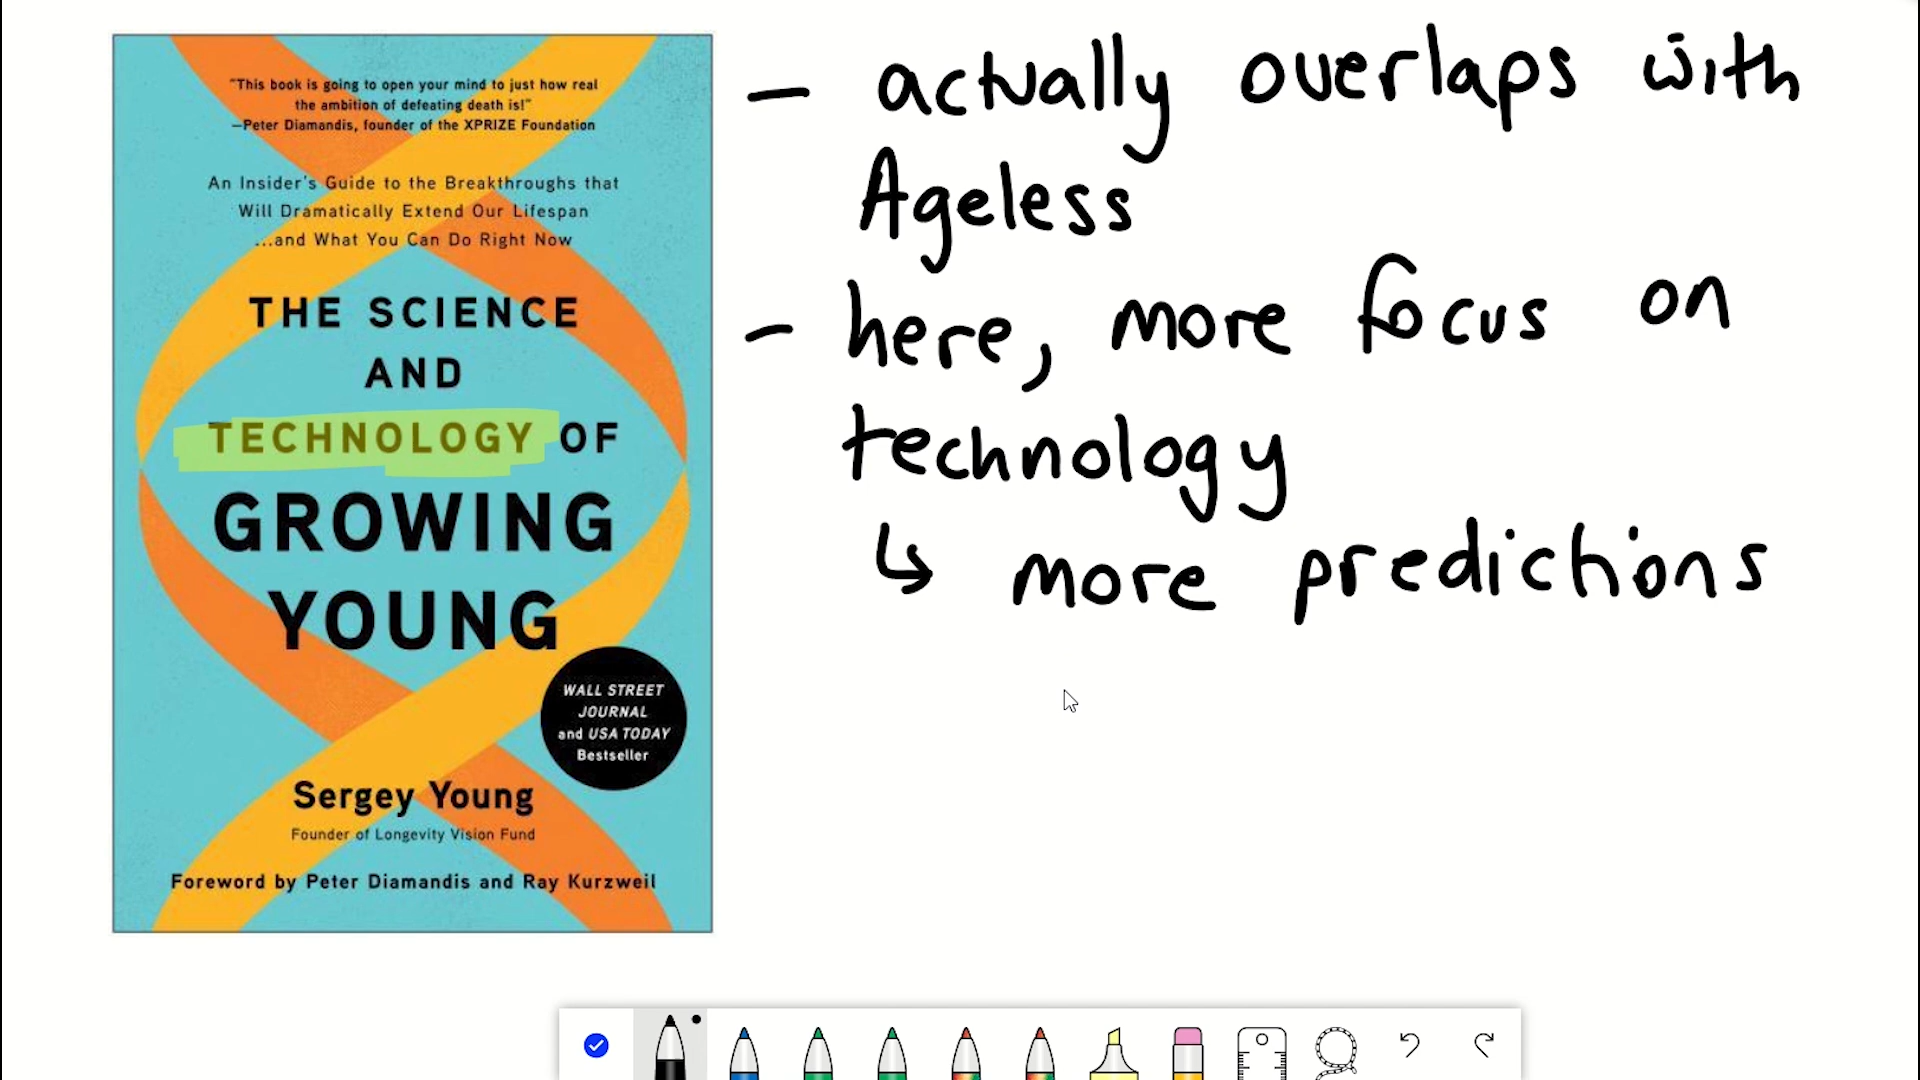 "This book is going to open your mind to just how real
the ambition of defeating death is!"
—Peter Diamandis, founder of the XPRIZE Foundation
An Insider's Guide to the Breakthroughs that
Will Dramatically Extend Our Lifespan
...and What You Can Do Right Now
THE SCIENCE
AND
TECHNOLOGY OF
GROWING
YOUNG
WALL STREET
JOURNAL
and USA TODAY
Bestseller
Sergey Young
Founder of Longevity Vision Fund
Foreword by Peter Diamandis and Ray Kurzweil
- actually overlaps with
Ageless
- here, more focus on
technology
↳ more predictions